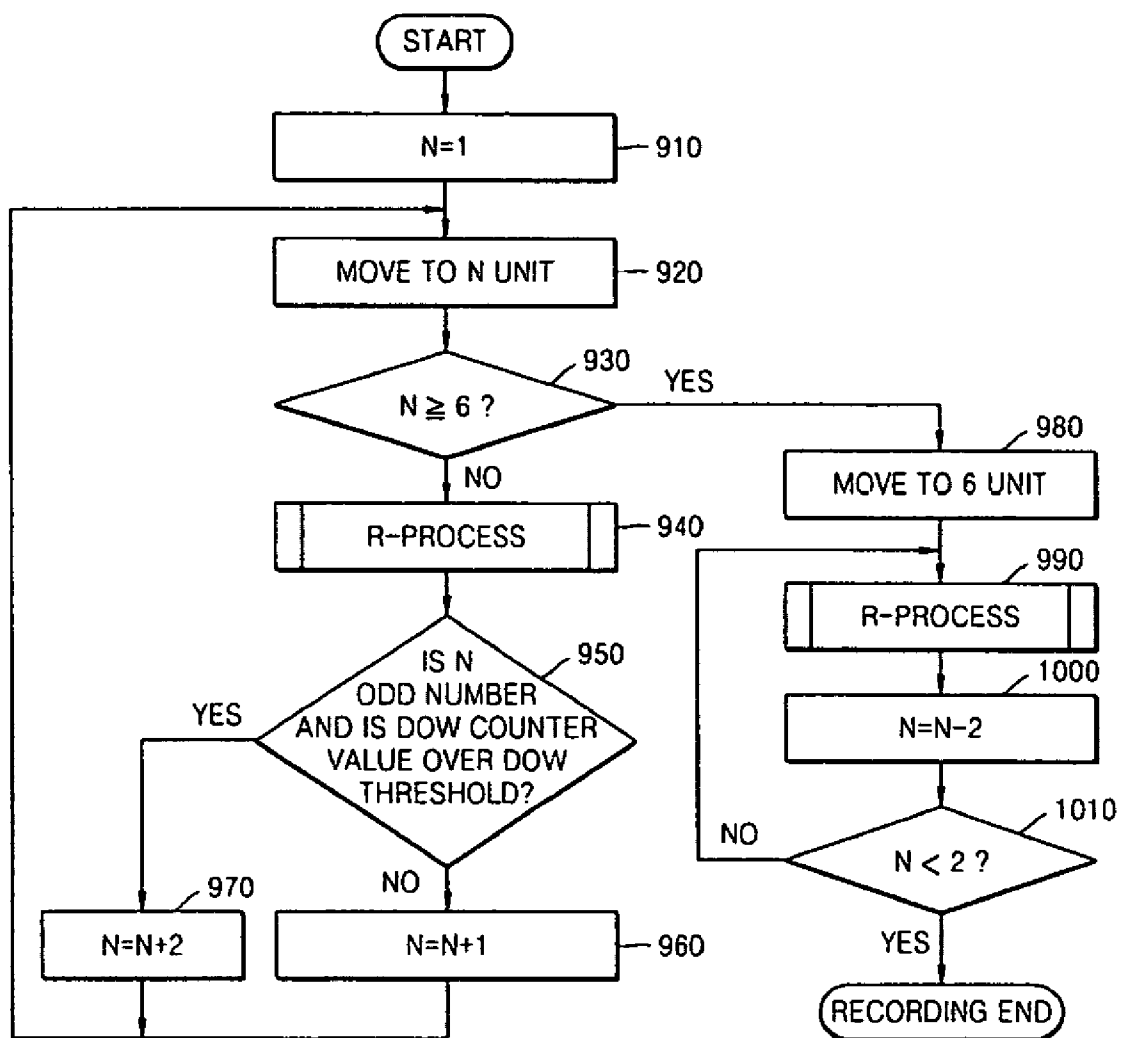 START
N=1
910
MOVE TO N UNIT
920
930
N ≧ 6 ?
YES
NO
980
MOVE TO 6 UNIT
R-PROCESS
940
990
R-PROCESS
950
IS N
ODD NUMBER
AND IS DOW COUNTER
VALUE OVER DOW
THRESHOLD?
YES
NO
1000
N=N-2
1010
N < 2 ?
NO
YES
970
N=N+2
N=N+1
960
RECORDING END